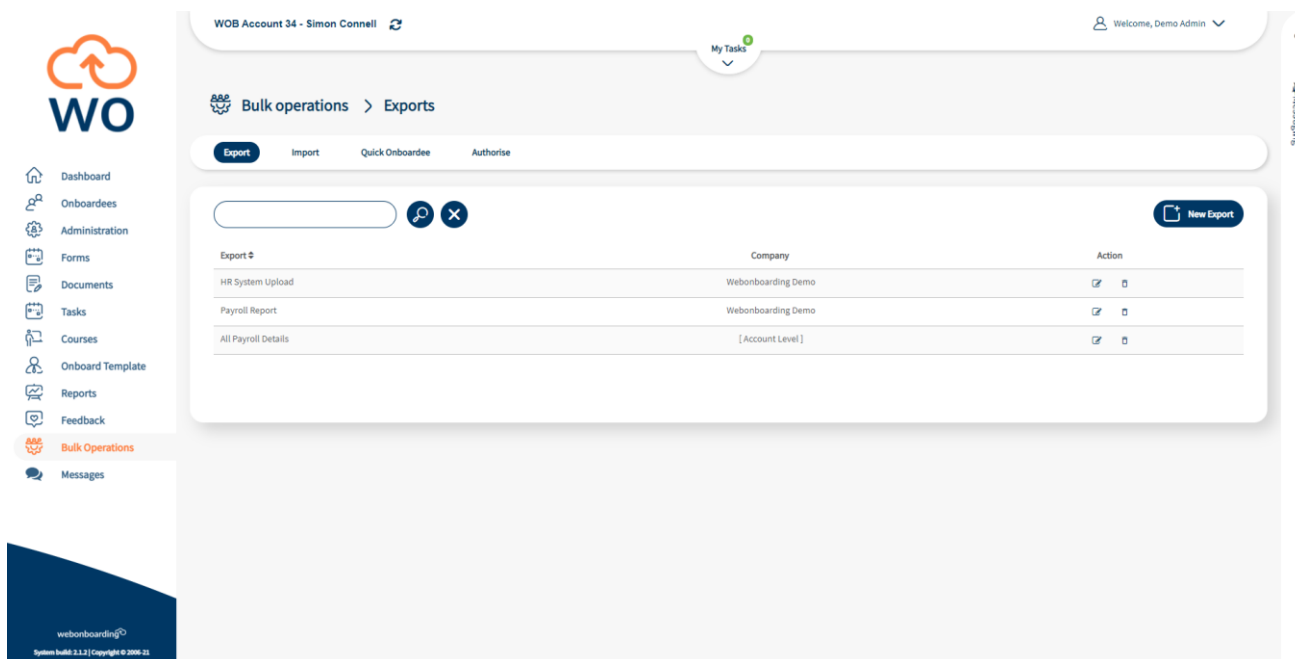 WOB Account 34 - Simon Connell
Welcome, Demo Admin
My Tasks
0
WO
Bulk operations > Exports
Export Import Quick Onboardee Authorise
Dashboard
Onboardees
Administration
Forms
Documents
Tasks
Courses
Onboard Template
Reports
Feedback
Bulk Operations
Messages
New Export
Export Company Action
HR System Upload Webonboarding Demo
Payroll Report Webonboarding Demo
All Payroll Details [ Account Level ]
webonboarding
System build: 2.1.2 | Copyright © 2006-21